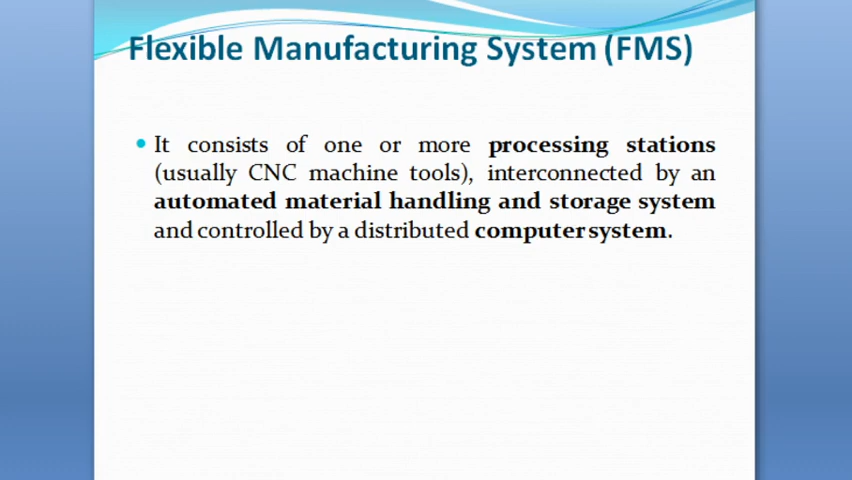 Flexible Manufacturing System (FMS)
• It consists of one or more processing stations
(usually CNC machine tools), interconnected by an
automated material handling and storage system
and controlled by a distributed computer system.